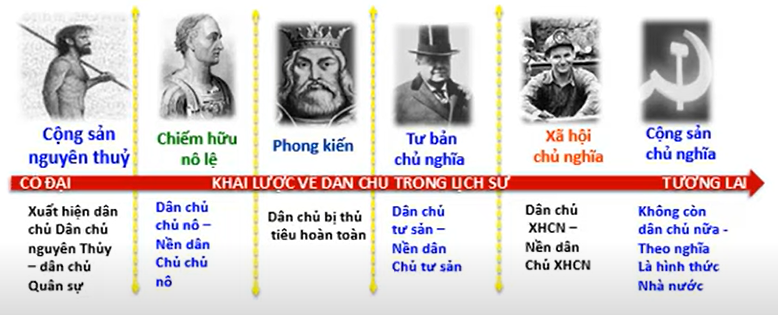 Cộng sản
nguyên thuỷ
Chiếm hữu
nô lệ
Phong kiến
Tư bản
chủ nghĩa
Xã hội
chủ nghĩa
Cộng sản
chủ nghĩa
CỔ ĐẠI
KHÁI LƯỢC VỀ DÂN CHỦ TRONG LỊCH SỬ
TƯƠNG LAI
Xuất hiện dân
chủ Dân chủ
nguyên Thủy
– dân chủ
Quân sự
Dân chủ
chủ nô –
Nền dân
Chủ chủ
nô
Dân chủ bị thủ
tiêu hoàn toàn
Dân chủ
tư sản –
Nền dân
Chủ tư sản
Dân chủ
XHCN –
Nền dân
Chủ XHCN
Không còn
dân chủ nữa -
Theo nghĩa
Là hình thức
Nhà nước